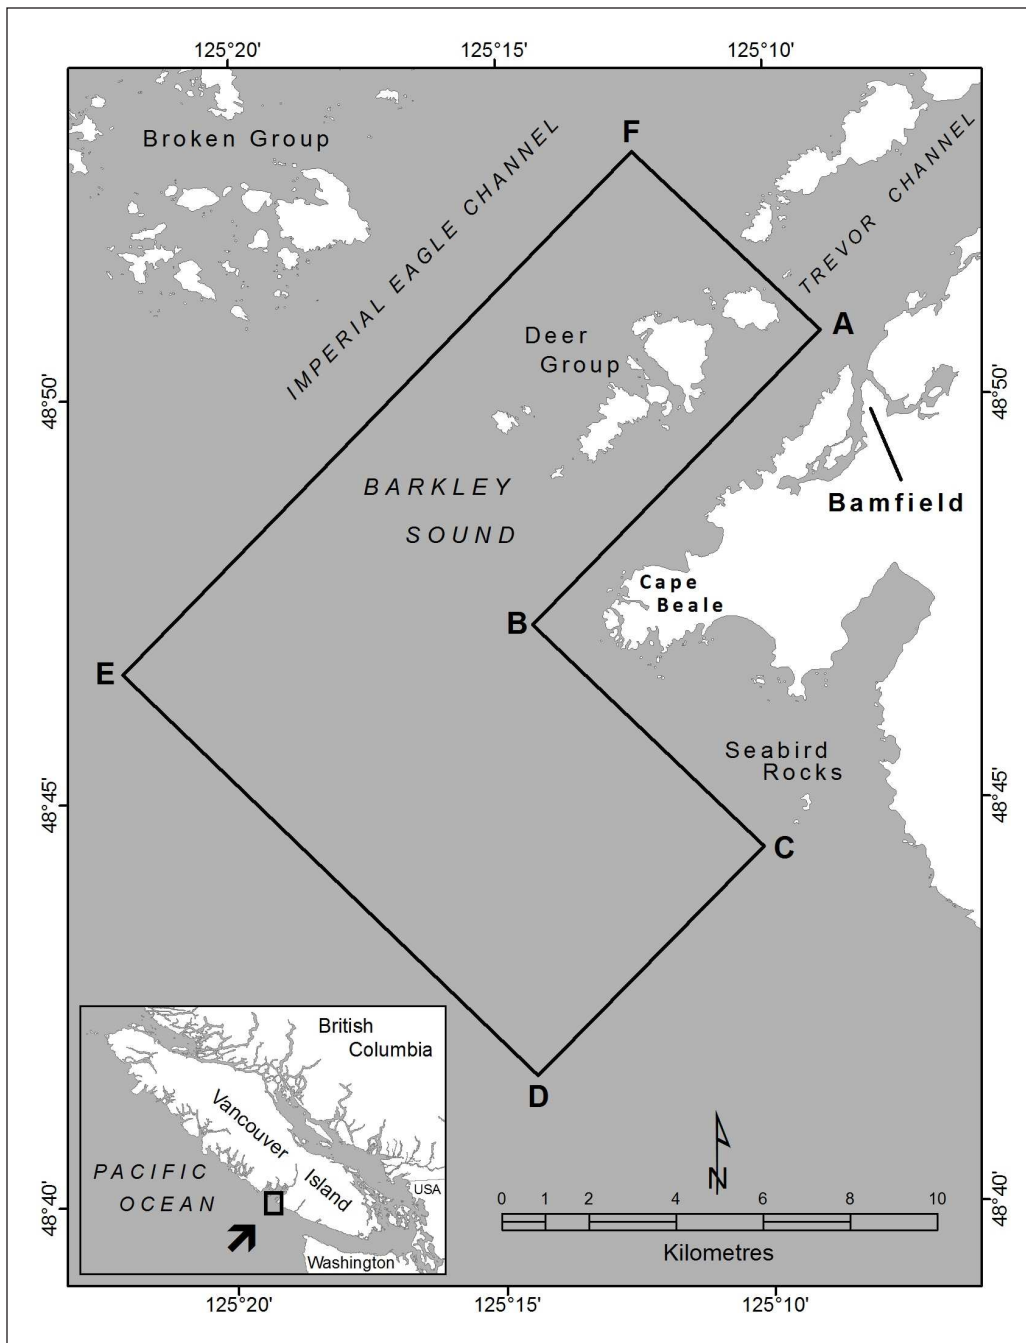 125°20'
125°15'
125°10'
F
Broken Group
IMPERIAL EAGLE CHANNEL
TREVOR CHANNEL
A
Deer
Group
48°50'
48°50'
BARKLEY
SOUND
Bamfield
Cape
Beale
B
E
Seabird
Rocks
48°45'
48°45'
C
D
British
Columbia
Vancouver
Island
PACIFIC
OCEAN
USA
Washington
N
48°40'
48°40'
0 1 2 4 6 8 10
Kilometres
125°20'
125°15'
125°10'